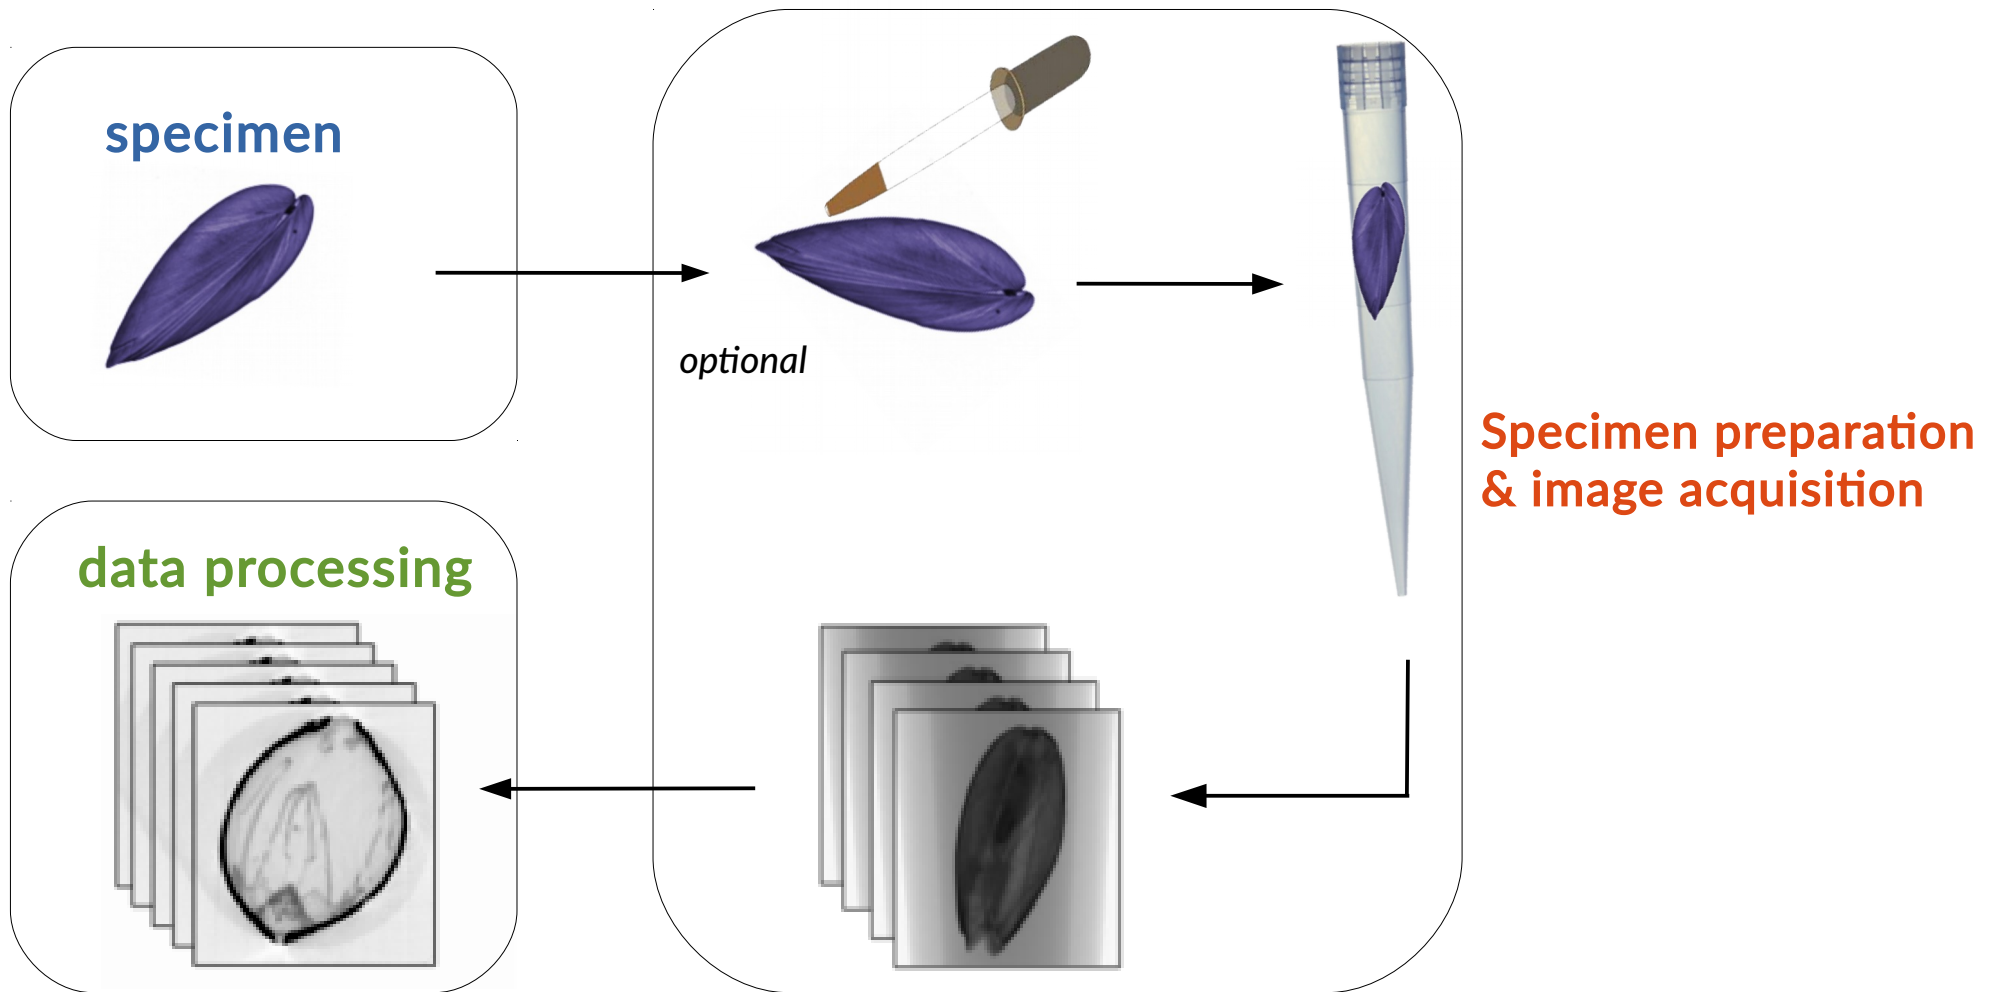 specimen
optional
Specimen preparation
& image acquisition
data processing